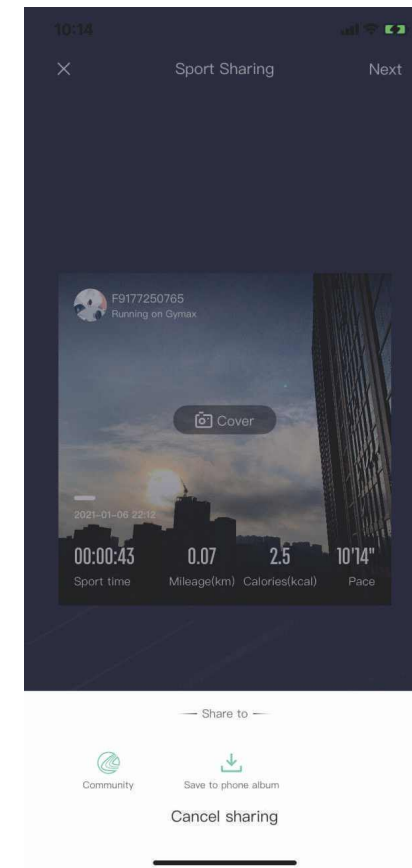 10:14
Sport Sharing
Next
F9177250765
Running on Gymax
Cover
2021-01-06 22:12
00:00:43 0.07 2.5 10'14"
Sport time Mileage(km) Calories(kcal) Pace
Share to
Community Save to phone album
Cancel sharing